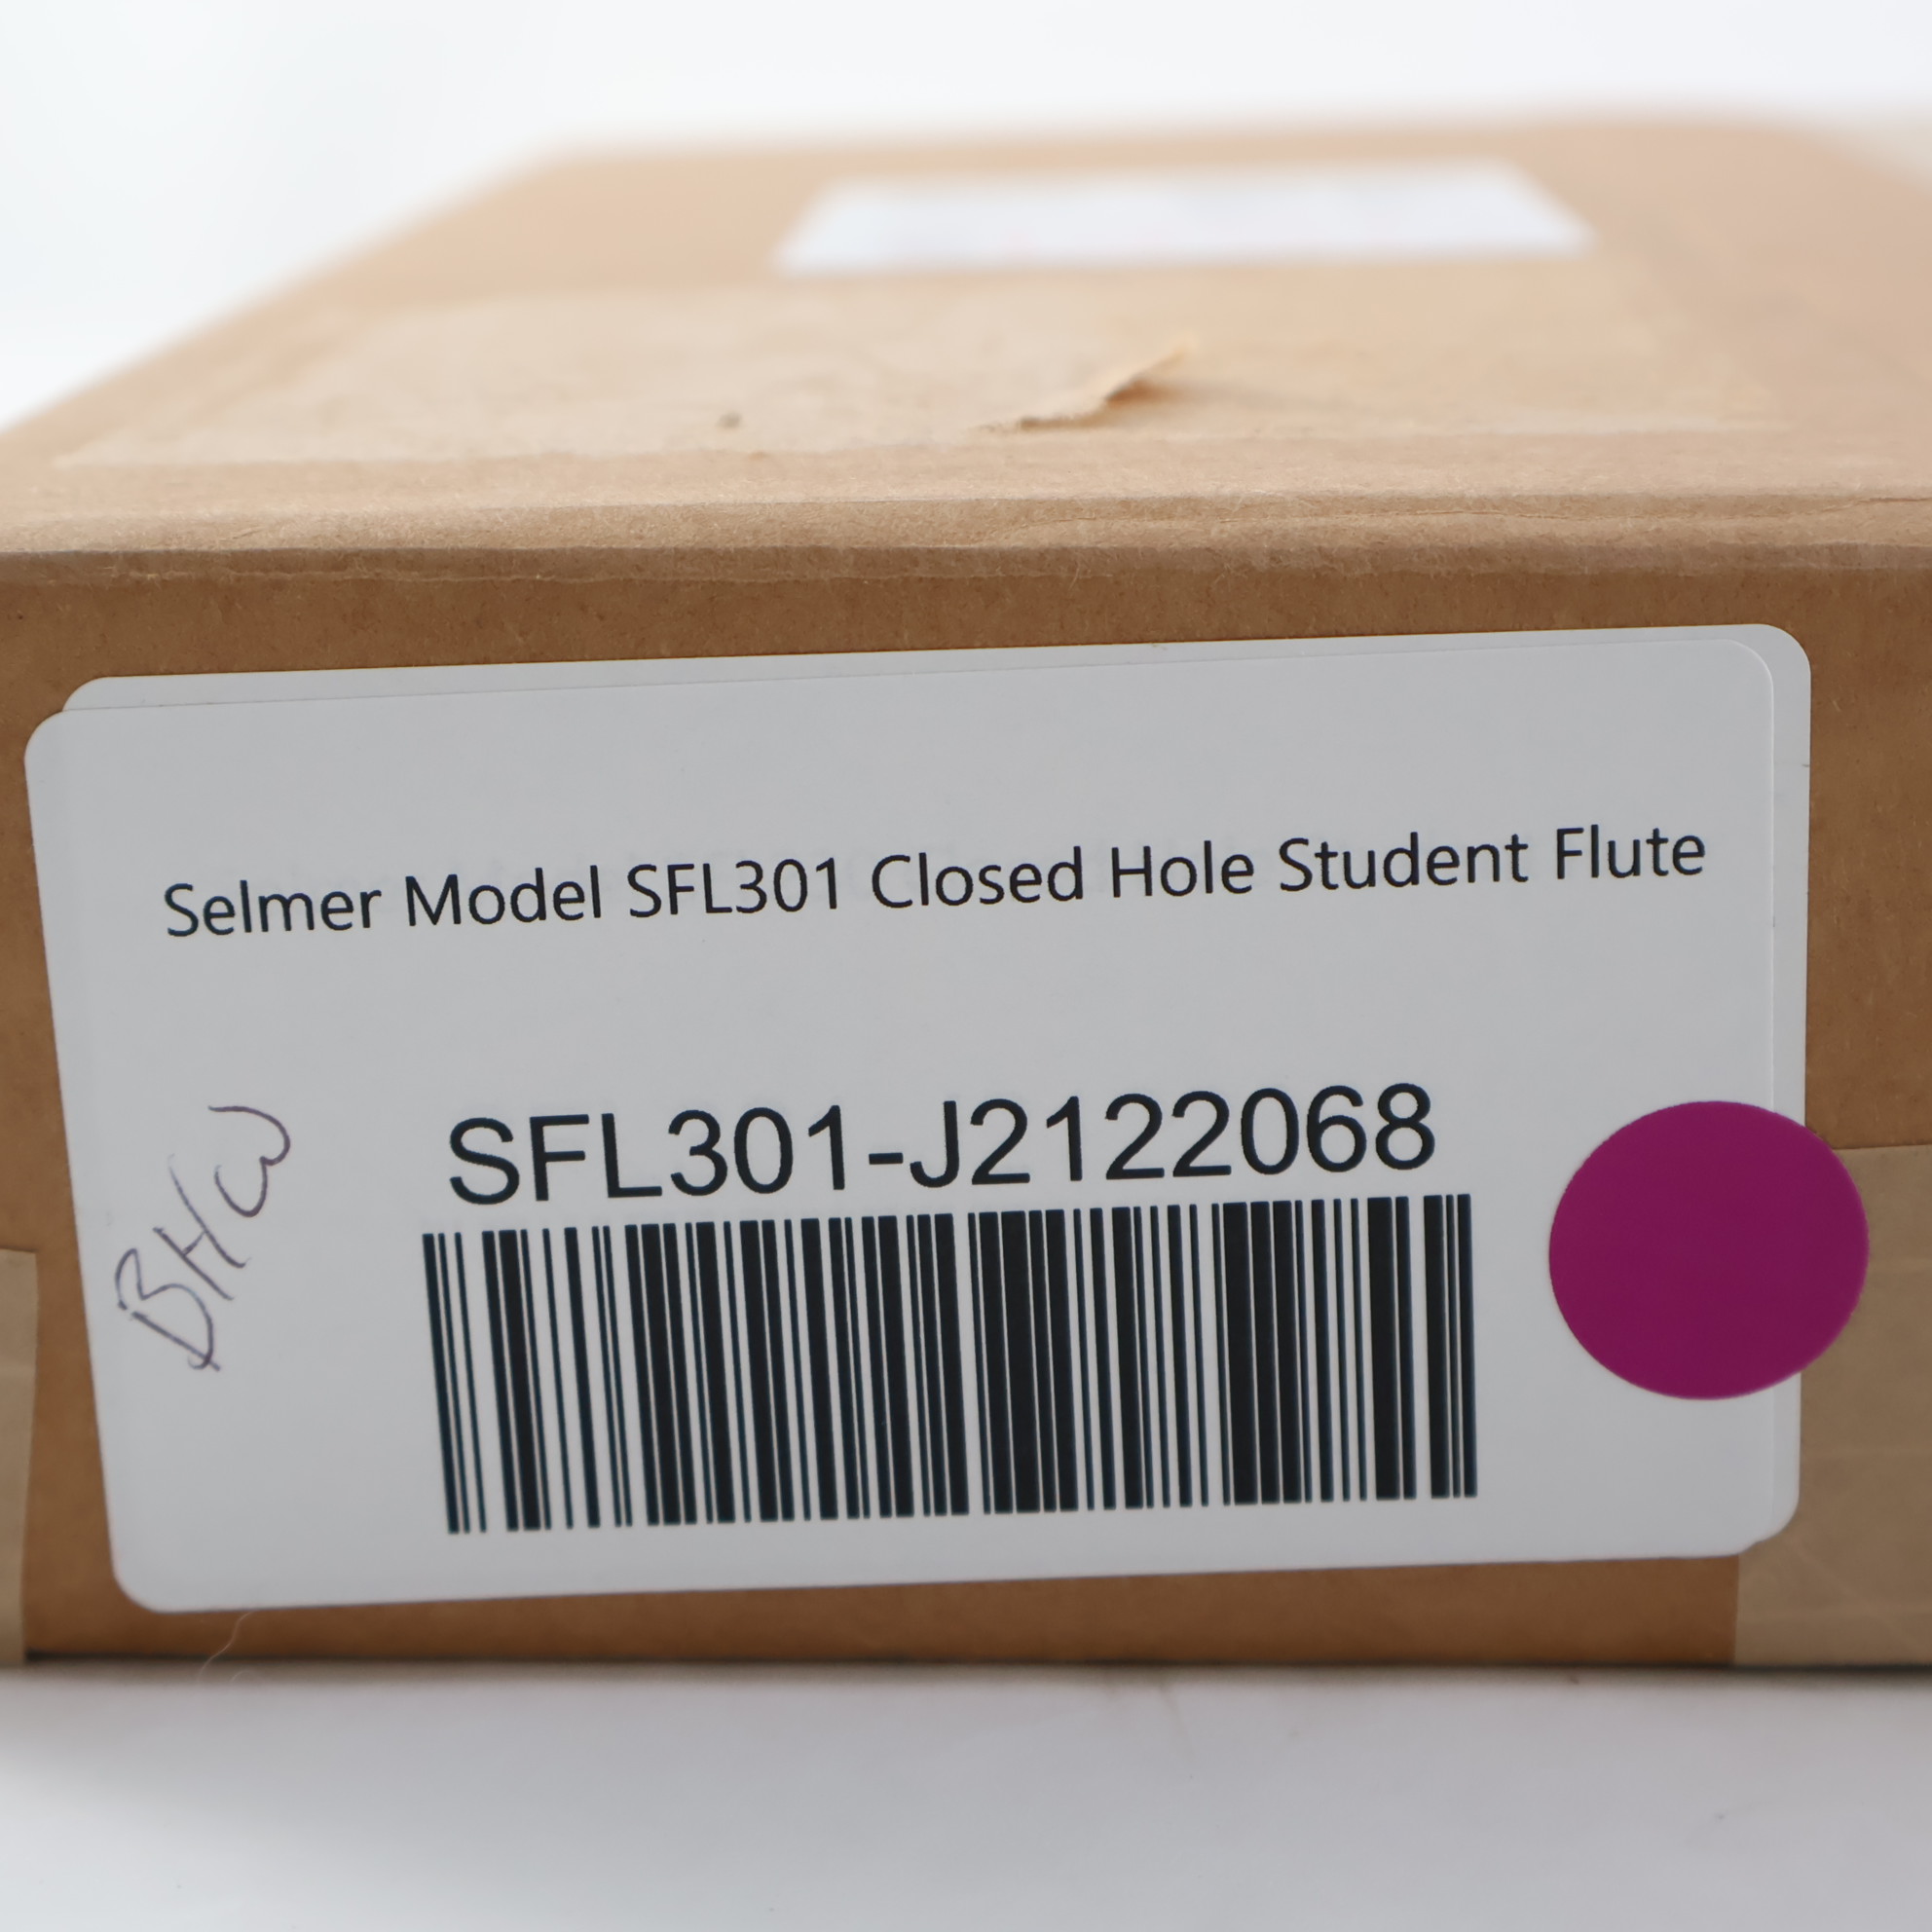 Selmer Model SFL301 Closed Hole Student Flute
SFL301-J2122068
BHW